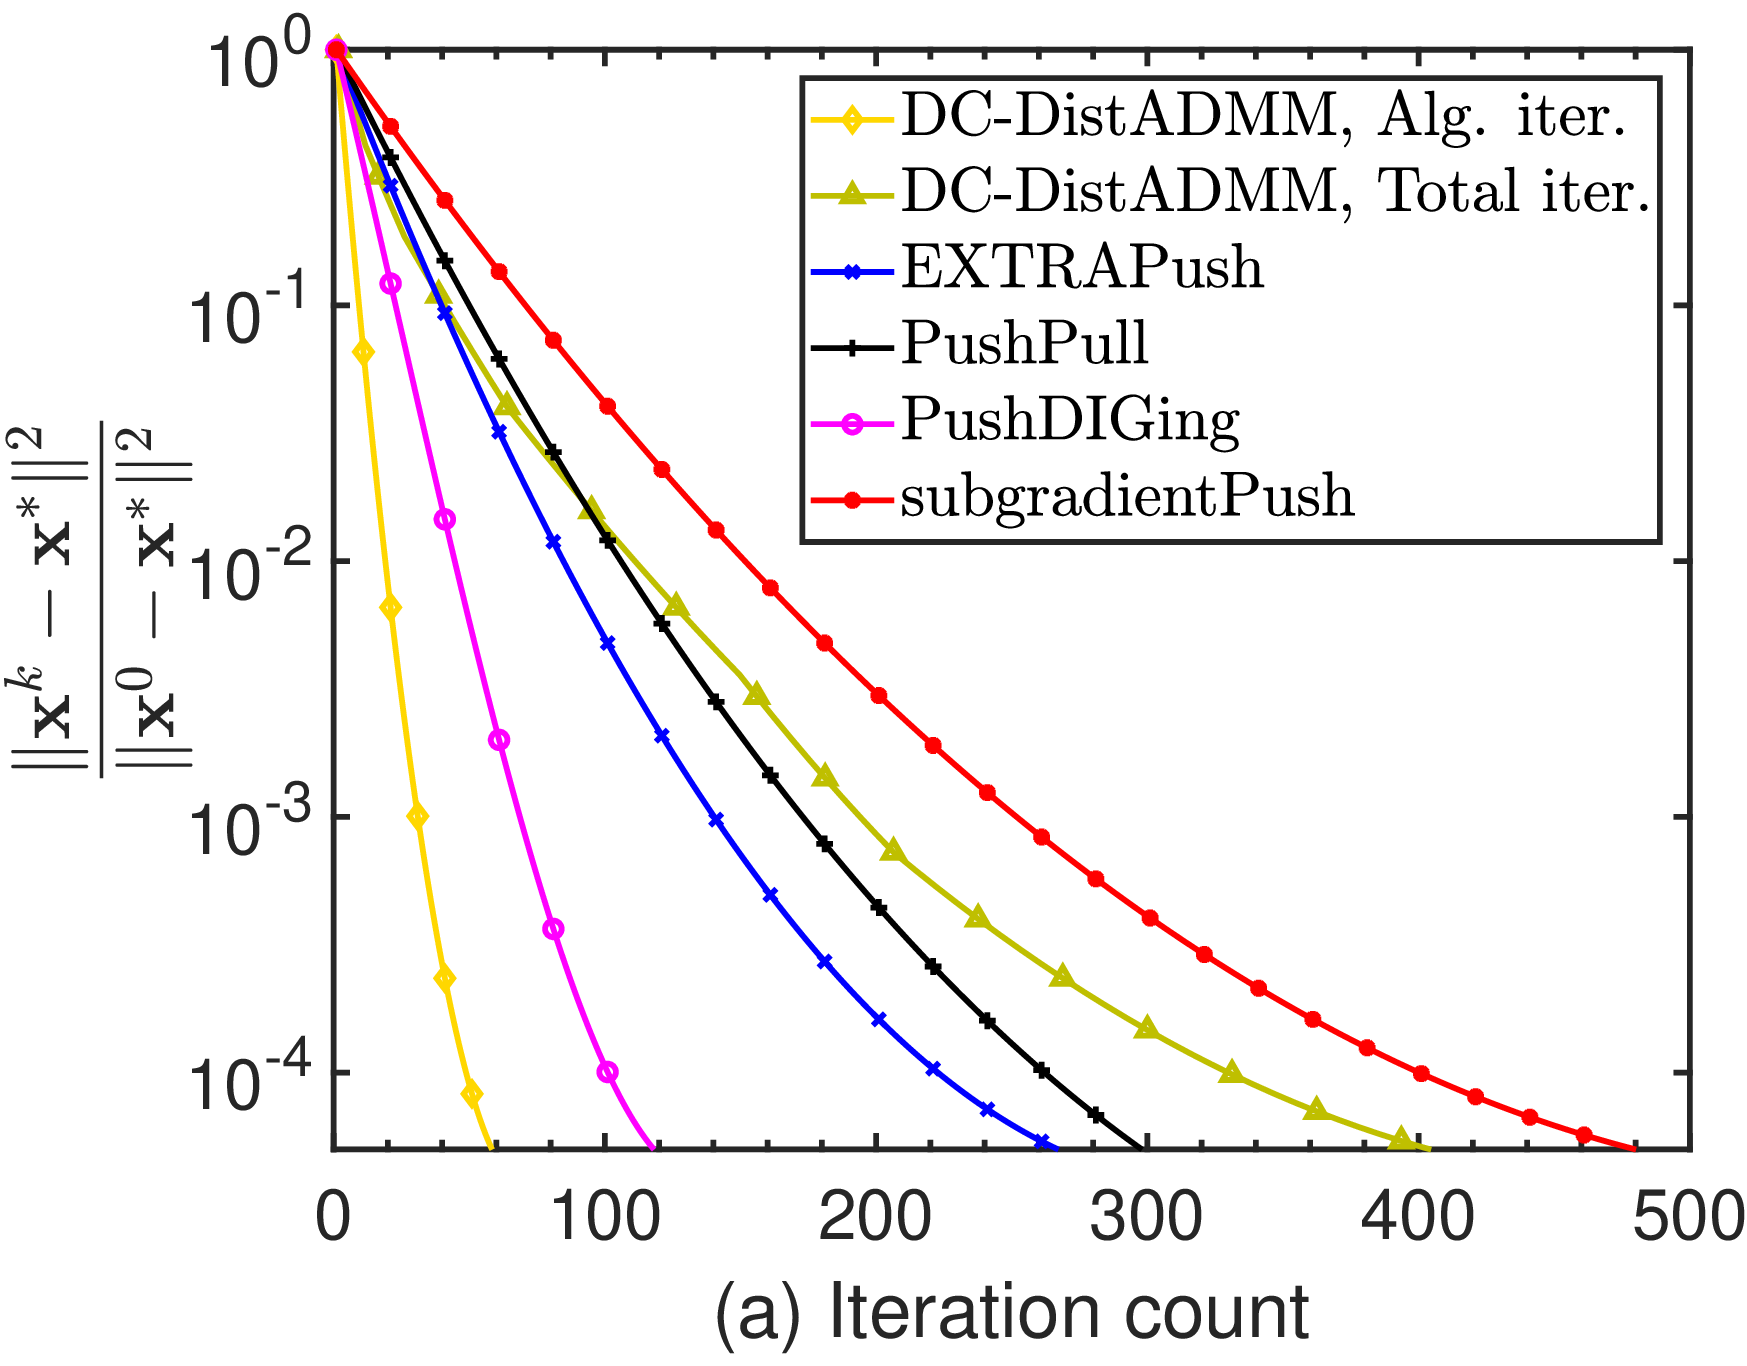 10^0
10^-1
10^-2
10^-3
10^-4
‖x^k − x*‖^2
‖x^0 − x*‖^2
DC-DistADMM, Alg. iter.
DC-DistADMM, Total iter.
EXTRAPush
PushPull
PushDIGing
subgradientPush
0 100 200 300 400 500
(a) Iteration count